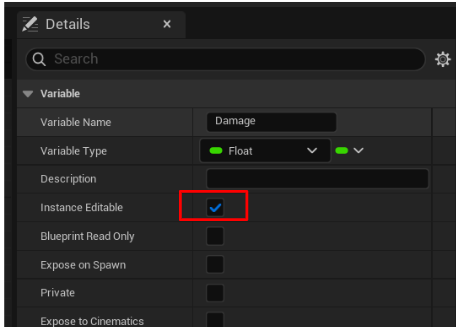 Details
Search
Variable
Variable Name Damage
Variable Type Float
Description
Instance Editable
Blueprint Read Only
Expose on Spawn
Private
Expose to Cinematics